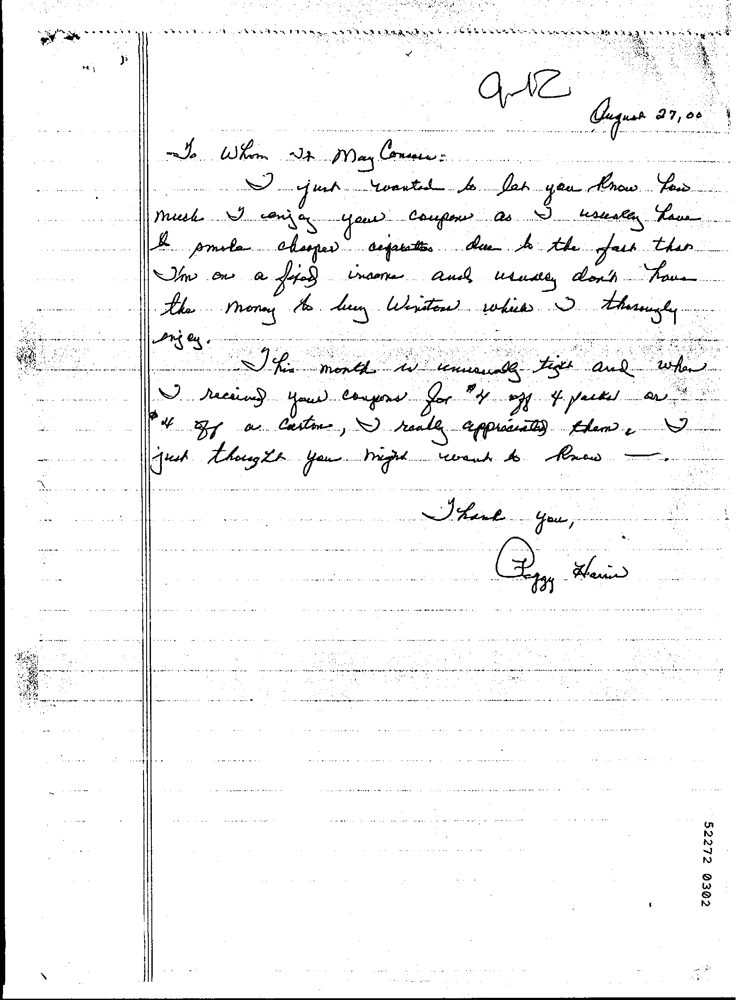 9-12
August 27, 00
To Whom It May Concern:
I just wanted to let you know how
much I enjoy your coupons as I usually have
to smoke cheaper cigarettes due to the fact that
I'm on a fixed income and usually don't have
the money to buy Winston which I thoroughly
enjoy.
This month is unusually tight and when
I received your coupons for $4 off 4 packs or
$4 off a carton, I really appreciated them. I
just thought you might want to know —.
Thank you,
Peggy Harris
52272 0302